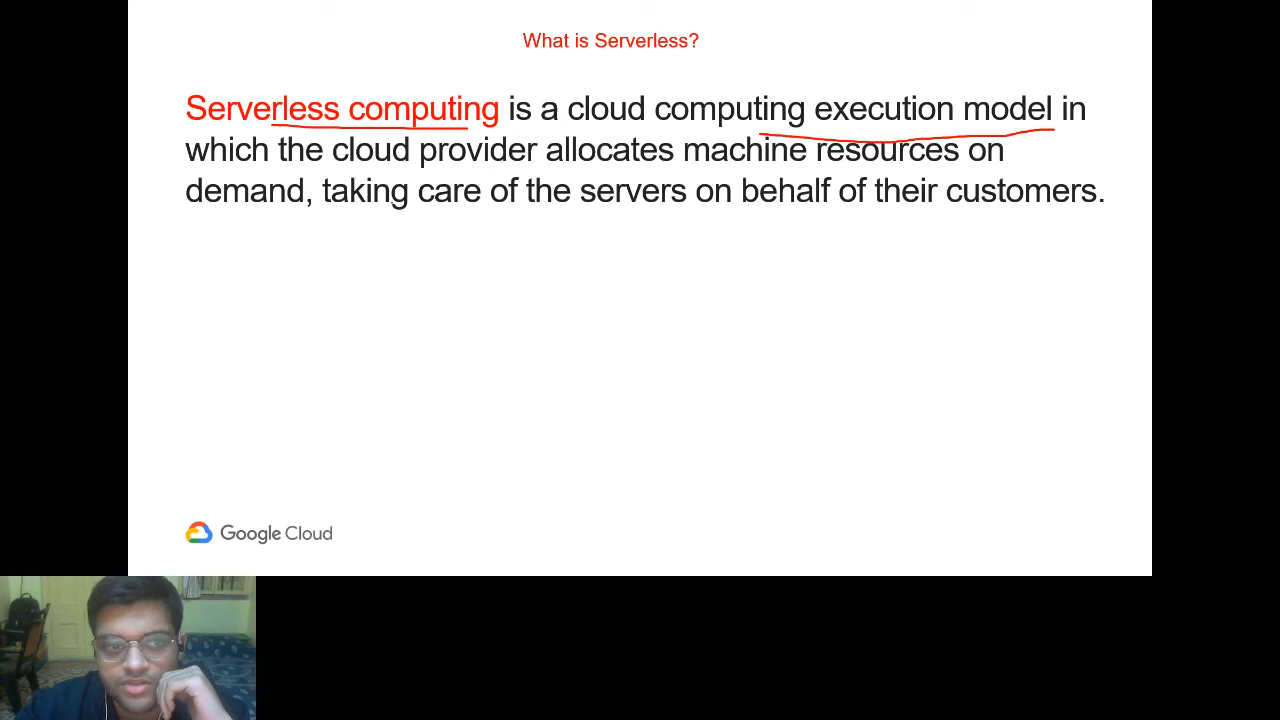 What is Serverless?
Serverless computing is a cloud computing execution model in
which the cloud provider allocates machine resources on
demand, taking care of the servers on behalf of their customers.
Google Cloud